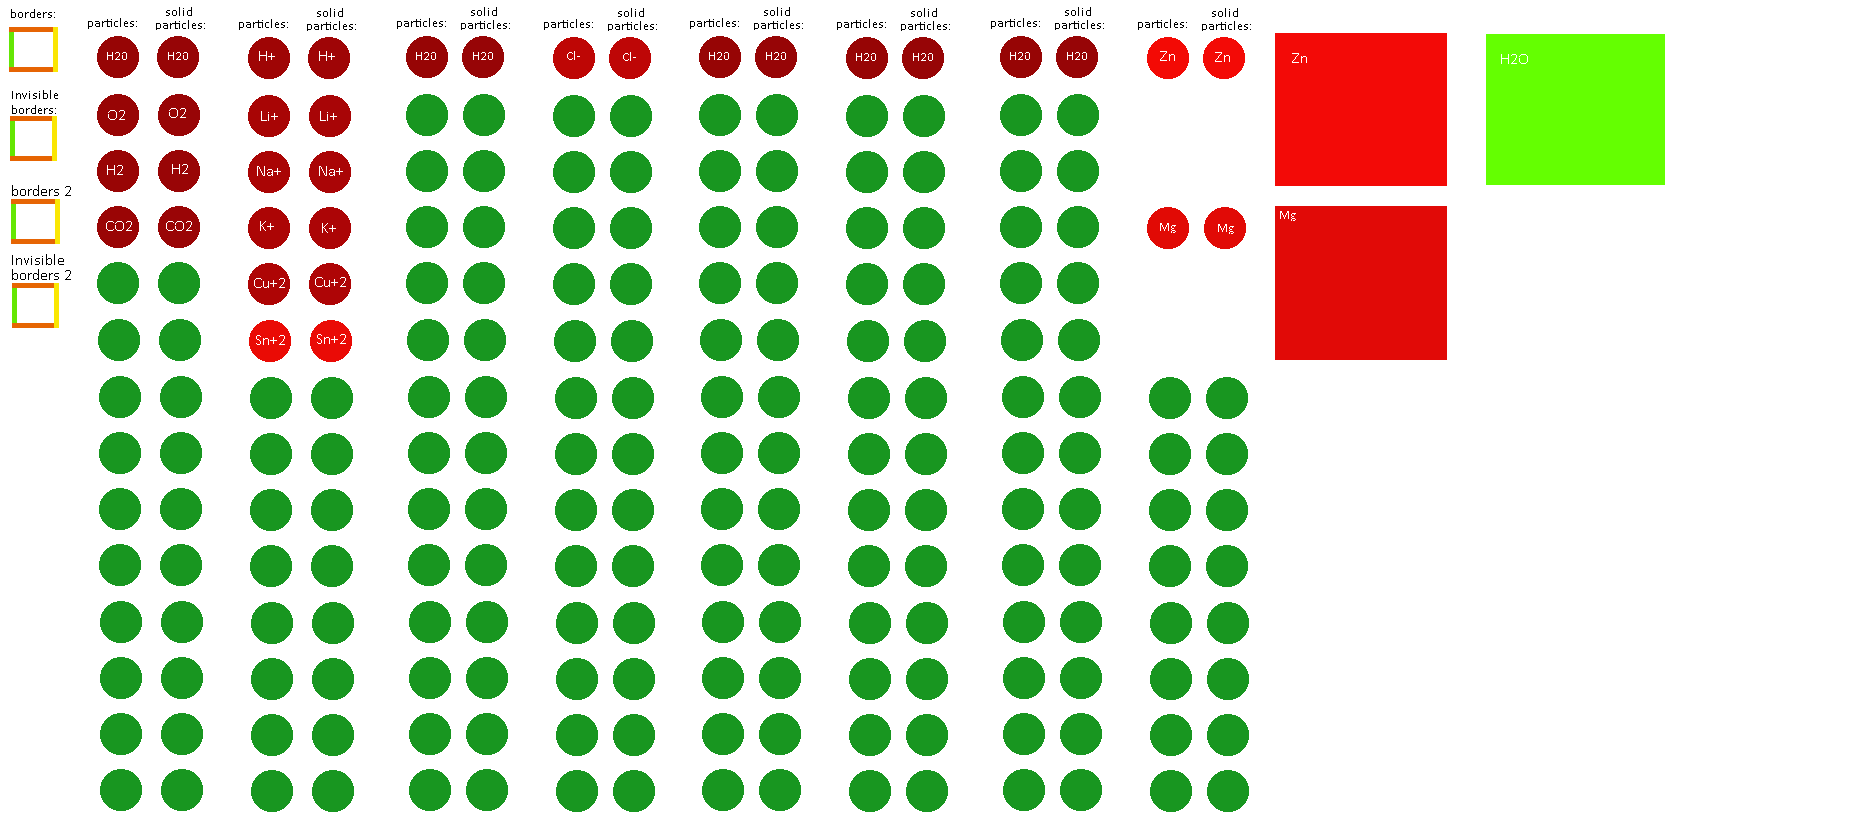 borders:
Invisible
borders:
borders 2
Invisible
borders 2
particles:
solid
particles:
H20
H20
O2
O2
H2
H2
CO2
CO2
particles:
solid
particles:
H+
H+
Li+
Li+
Na+
Na+
K+
K+
Cu+2
Cu+2
Sn+2
Sn+2
particles:
solid
particles:
H20
H20
particles:
solid
particles:
Cl-
Cl-
particles:
solid
particles:
H20
H20
particles:
solid
particles:
H20
H20
particles:
solid
particles:
H20
H20
particles:
solid
particles:
Zn
Zn
Mg
Mg
Zn
Mg
H2O